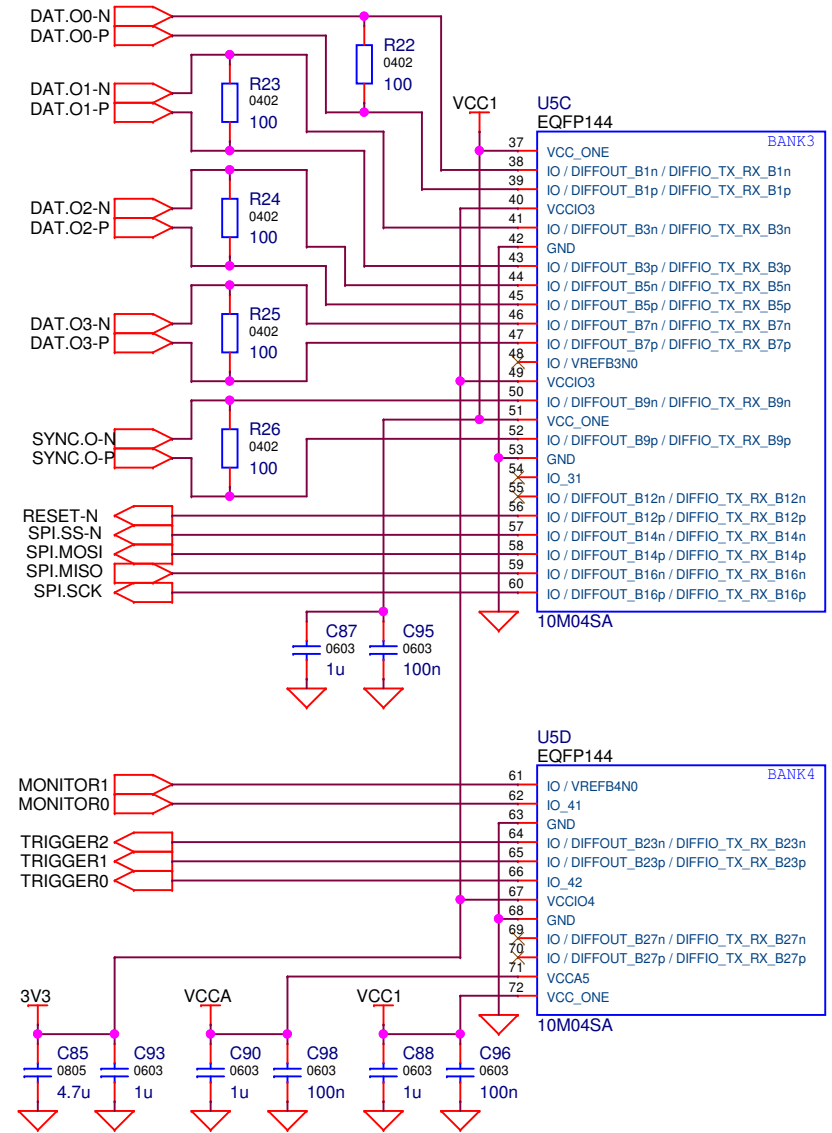 DAT.O0-N
DAT.O0-P
R22
0402
100
DAT.O1-N
DAT.O1-P
R23
0402
100
DAT.O2-N
DAT.O2-P
R24
0402
100
DAT.O3-N
DAT.O3-P
R25
0402
100
SYNC.O-N
SYNC.O-P
R26
0402
100
RESET-N
SPI.SS-N
SPI.MOSI
SPI.MISO
SPI.SCK
VCC1
U5C
EQFP144
BANK3
37 VCC_ONE
38 IO / DIFFOUT_B1n / DIFFIO_TX_RX_B1n
39 IO / DIFFOUT_B1p / DIFFIO_TX_RX_B1p
40 VCCIO3
41 IO / DIFFOUT_B3n / DIFFIO_TX_RX_B3n
42 GND
43 IO / DIFFOUT_B3p / DIFFIO_TX_RX_B3p
44 IO / DIFFOUT_B5n / DIFFIO_TX_RX_B5n
45 IO / DIFFOUT_B5p / DIFFIO_TX_RX_B5p
46 IO / DIFFOUT_B7n / DIFFIO_TX_RX_B7n
47 IO / DIFFOUT_B7p / DIFFIO_TX_RX_B7p
48 IO / VREFB3N0
49 VCCIO3
50 IO / DIFFOUT_B9n / DIFFIO_TX_RX_B9n
51 VCC_ONE
52 IO / DIFFOUT_B9p / DIFFIO_TX_RX_B9p
53 GND
54 IO_31
55 IO / DIFFOUT_B12n / DIFFIO_TX_RX_B12n
56 IO / DIFFOUT_B12p / DIFFIO_TX_RX_B12p
57 IO / DIFFOUT_B14n / DIFFIO_TX_RX_B14n
58 IO / DIFFOUT_B14p / DIFFIO_TX_RX_B14p
59 IO / DIFFOUT_B16n / DIFFIO_TX_RX_B16n
60 IO / DIFFOUT_B16p / DIFFIO_TX_RX_B16p
10M04SA
C87
0603
1u
C95
0603
100n
MONITOR1
MONITOR0
TRIGGER2
TRIGGER1
TRIGGER0
U5D
EQFP144
BANK4
61 IO / VREFB4N0
62 IO_41
63 GND
64 IO / DIFFOUT_B23n / DIFFIO_TX_RX_B23n
65 IO / DIFFOUT_B23p / DIFFIO_TX_RX_B23p
66 IO_42
67 VCCIO4
68 GND
69 IO / DIFFOUT_B27n / DIFFIO_TX_RX_B27n
70 IO / DIFFOUT_B27p / DIFFIO_TX_RX_B27p
71 VCCA5
72 VCC_ONE
10M04SA
3V3
C85
0805
4.7u
C93
0603
1u
VCCA
C90
0603
1u
C98
0603
100n
VCC1
C88
0603
1u
C96
0603
100n